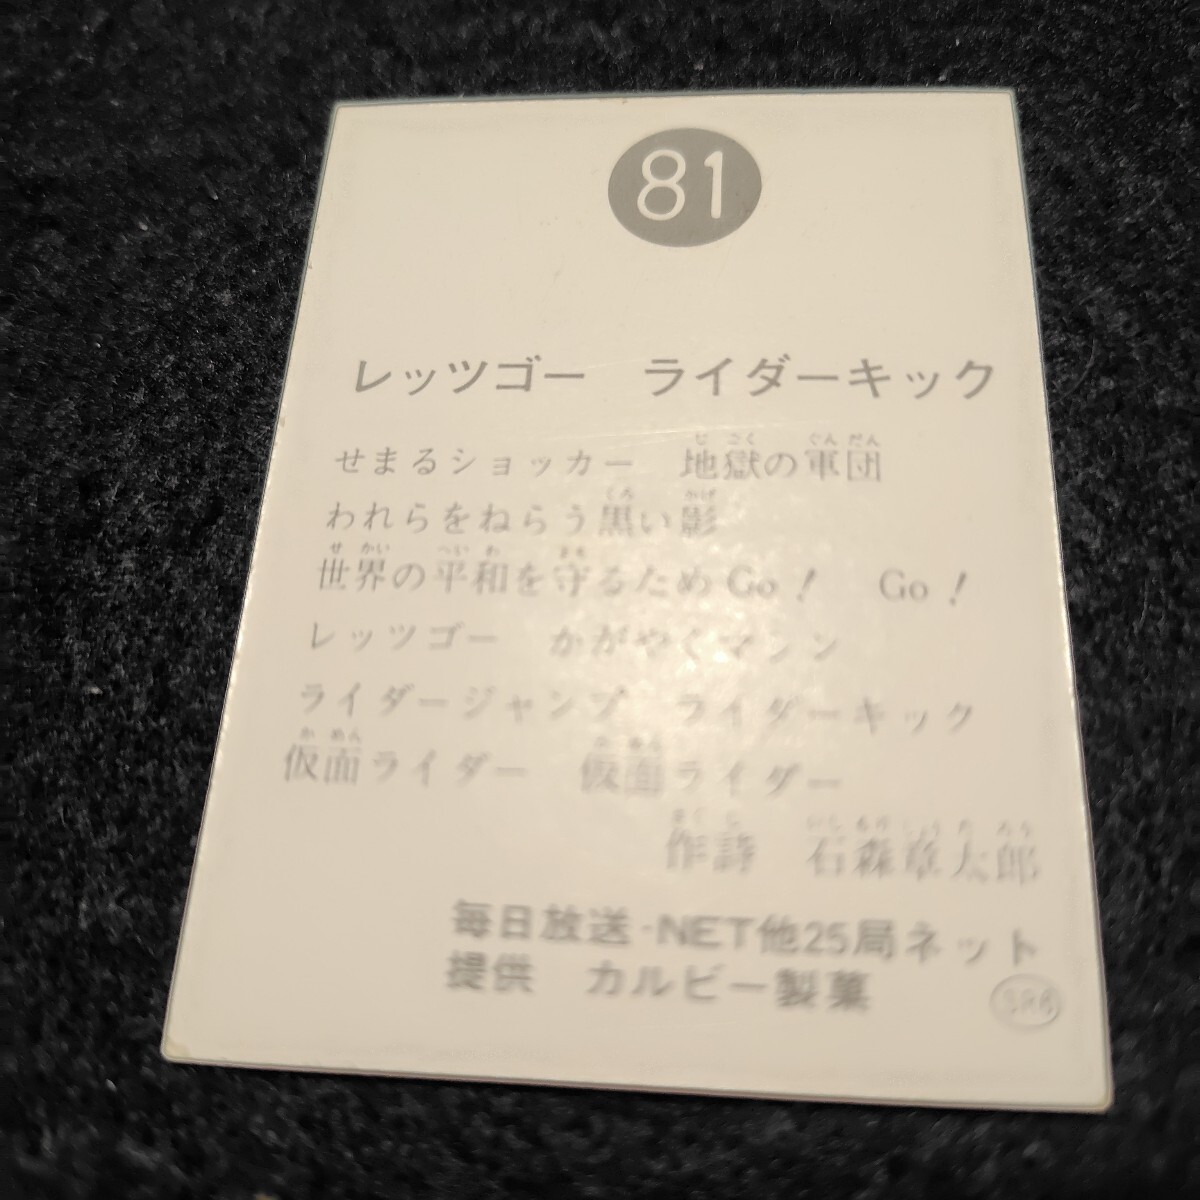 81
レッツゴー ライダーキック
せまるショッカー 地獄の軍団
われらをねらう黒い影
世界の平和を守るためGo! Go!
レッツゴー かがやくマシン
ライダージャンプ ライダーキック
仮面ライダー 仮面ライダー
作詩 石森章太郎
毎日放送・NET他25局ネット
提供 カルビー製菓